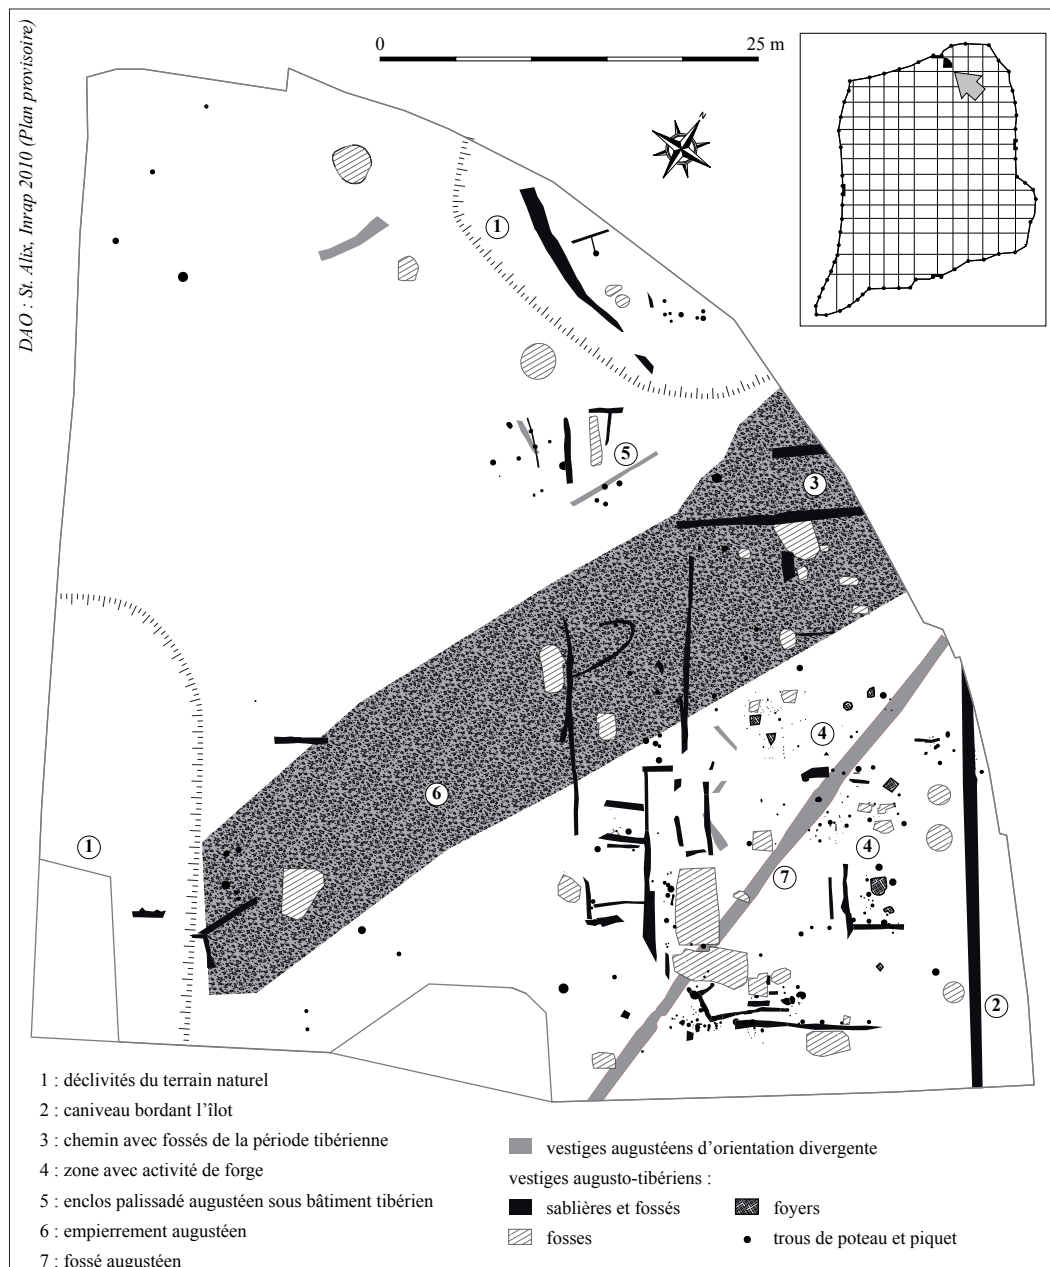 DAO : St. Alix, Inrap 2010 (Plan provisoire)
0 25 m
N
1
5
3
4
6
1
4
7
2
1 : déclivités du terrain naturel
2 : caniveau bordant l’îlot
3 : chemin avec fossés de la période tibérienne
4 : zone avec activité de forge
5 : enclos palissadé augustéen sous bâtiment tibérien
6 : empierrement augustéen
7 : fossé augustéen
vestiges augustéens d’orientation divergente
vestiges augusto-tibériens :
sablières et fossés
foyers
fosses
trous de poteau et piquet